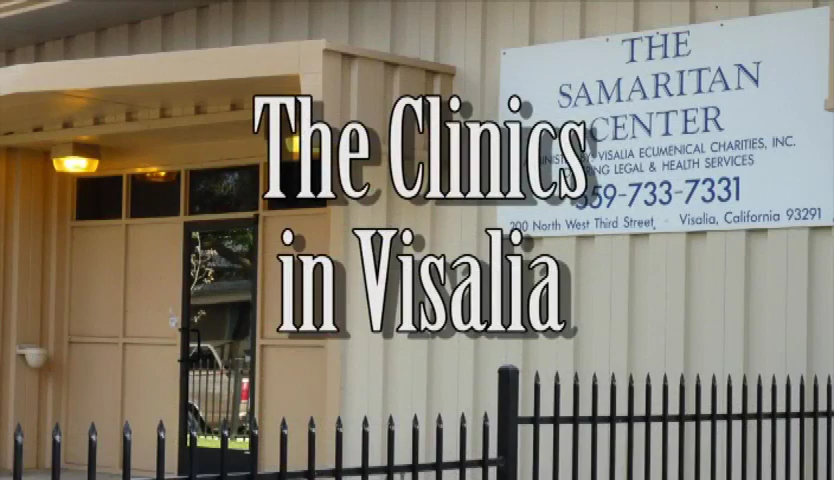 The Clinics
in Visalia
THE
SAMARITAN
CENTER
VISALIA ECUMENICAL CHARITIES, INC.
LEGAL & HEALTH SERVICES
59-733-7331
200 North West Third Street, Visalia, California 93291